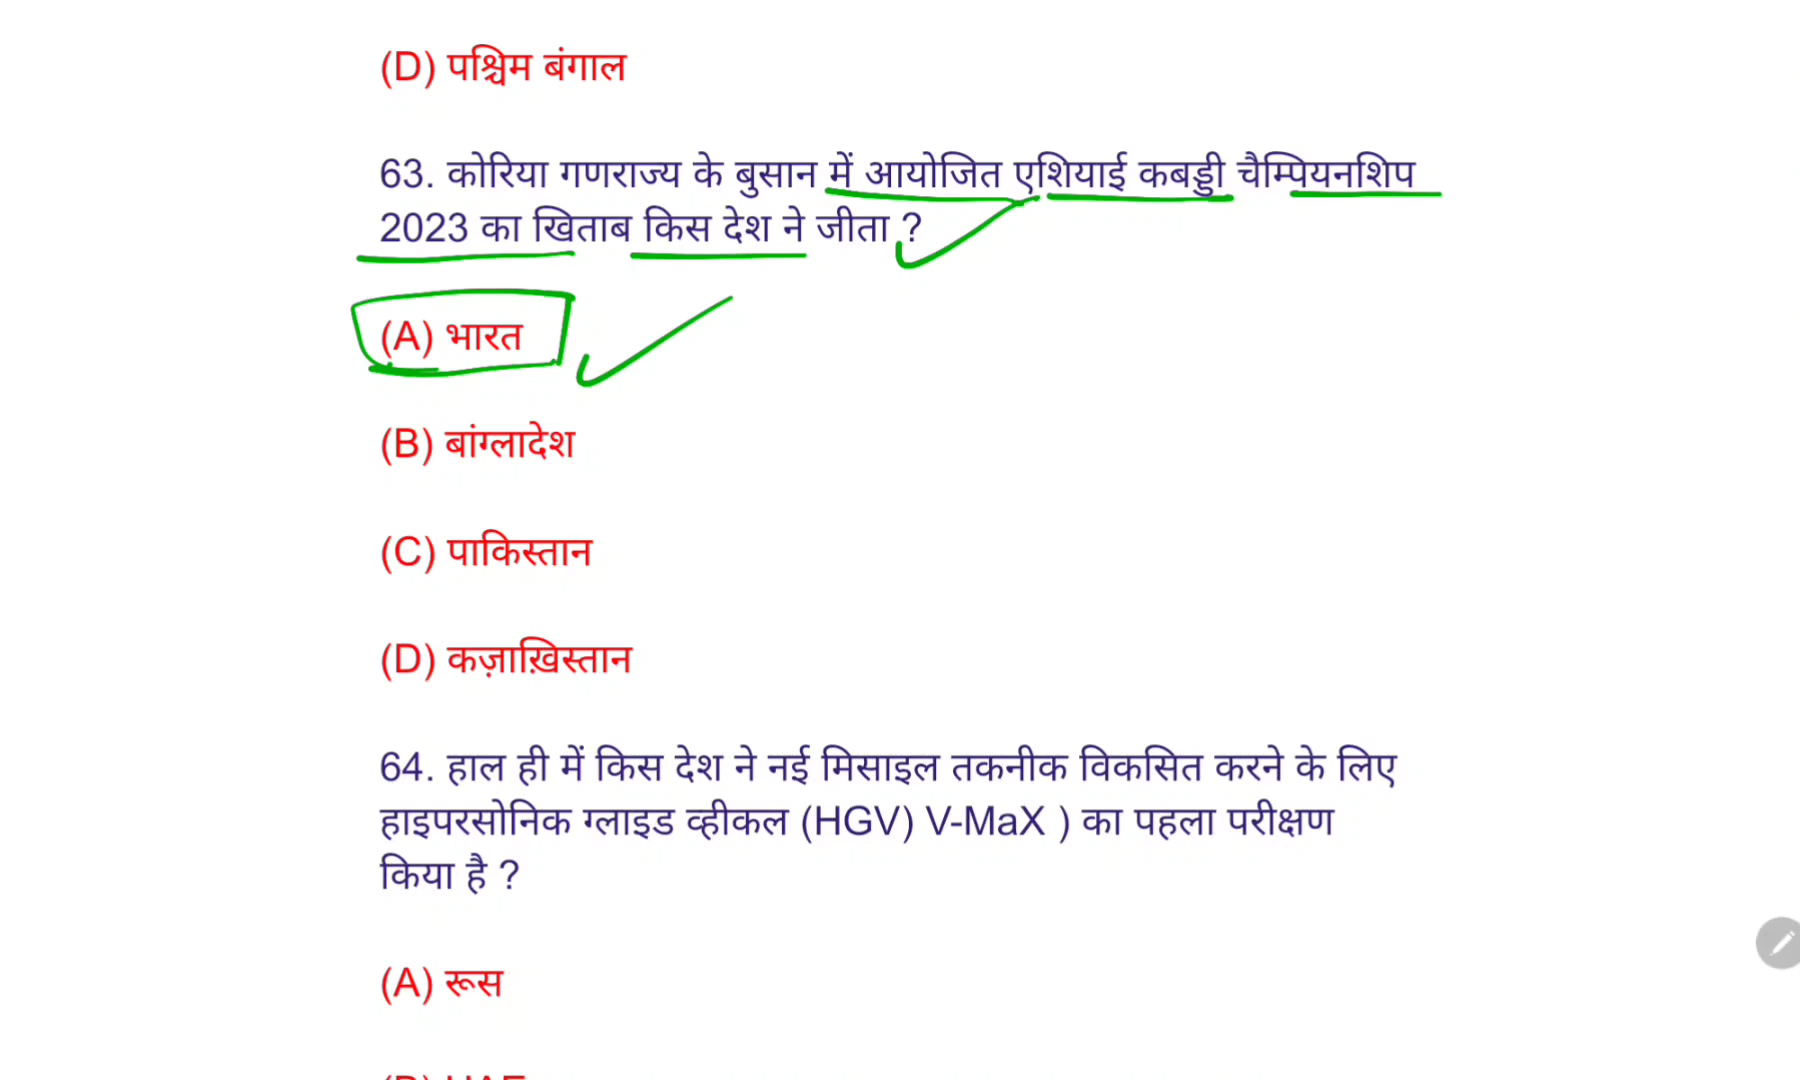 (D) पश्चिम बंगाल
63. कोरिया गणराज्य के बुसान में आयोजित एशियाई कबड्डी चैम्पियनशिप
2023 का खिताब किस देश ने जीता ?
(A) भारत
(B) बांग्लादेश
(C) पाकिस्तान
(D) कज़ाख़िस्तान
64. हाल ही में किस देश ने नई मिसाइल तकनीक विकसित करने के लिए
हाइपरसोनिक ग्लाइड व्हीकल (HGV) V-MaX ) का पहला परीक्षण
किया है ?
(A) रूस